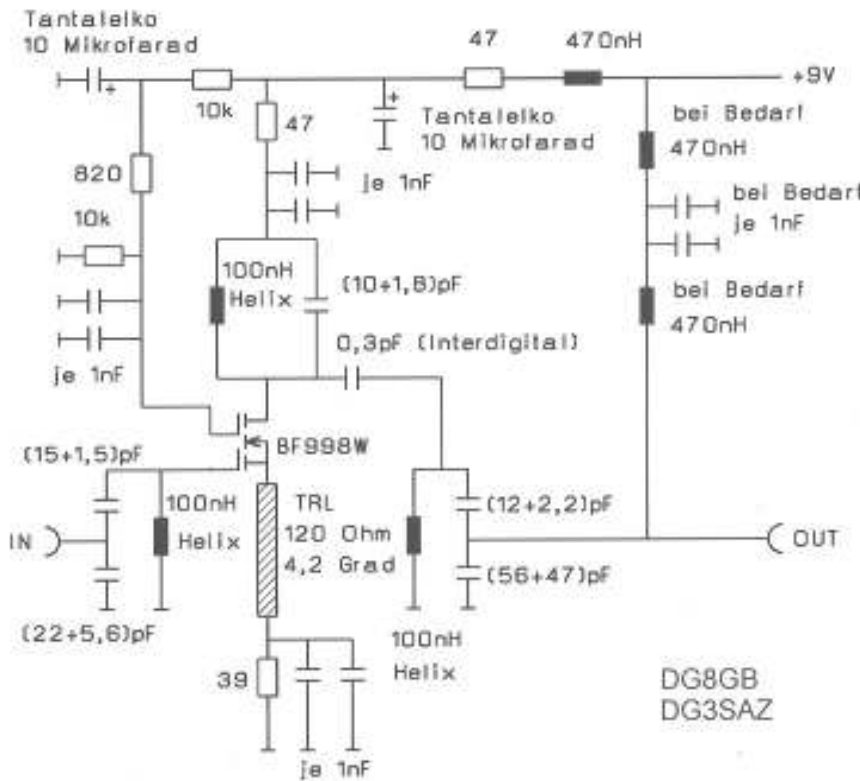 Tantalelko
10 Mikrofarad
47
470nH
+9V
10k
47
Tantalelko
10 Mikrofarad
bei Bedarf
470nH
820
je 1nF
bei Bedarf
je 1nF
10k
100nH
Helix
(10+1,8)pF
bei Bedarf
470nH
0,3pF (Interdigital)
je 1nF
BF998W
(15+1,5)pF
100nH
Helix
TRL
120 Ohm
4,2 Grad
(12+2,2)pF
IN
OUT
(56+47)pF
(22+5,6)pF
100nH
Helix
39
je 1nF
DG8GB
DG3SAZ